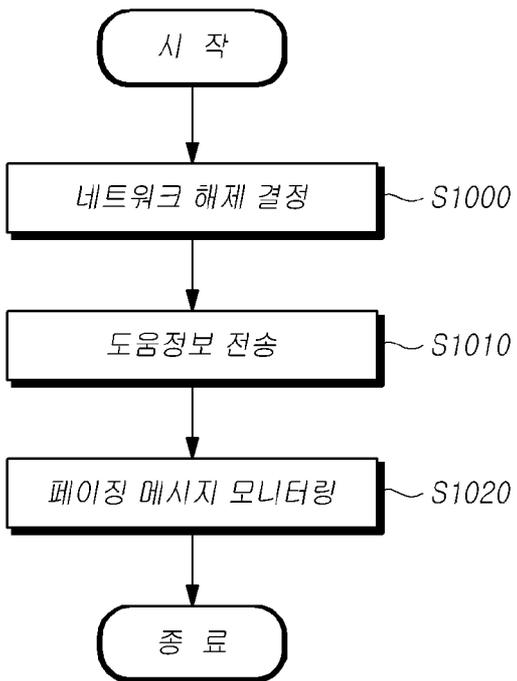 시 작
네트워크 해제 결정
S1000
도움정보 전송
S1010
페이징 메시지 모니터링
S1020
종 료